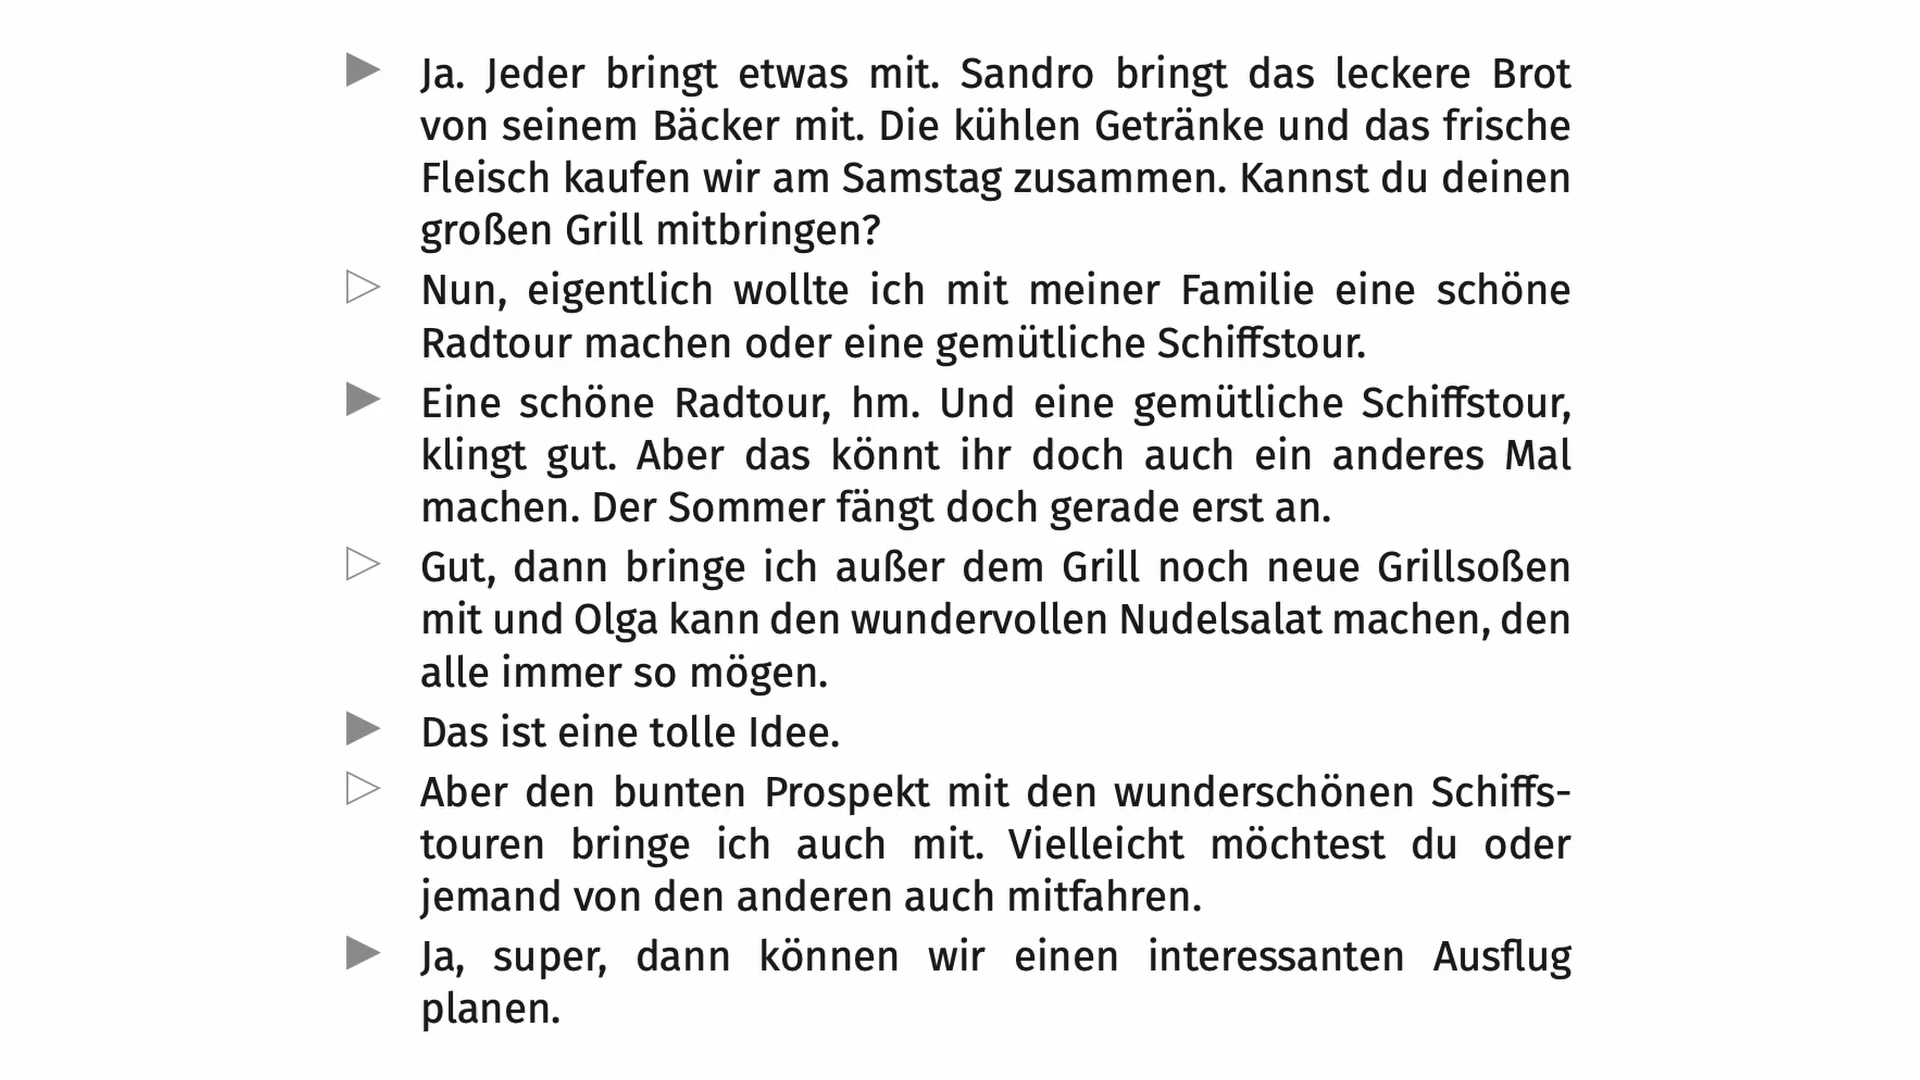 Ja. Jeder bringt etwas mit. Sandro bringt das leckere Brot
von seinem Bäcker mit. Die kühlen Getränke und das frische
Fleisch kaufen wir am Samstag zusammen. Kannst du deinen
großen Grill mitbringen?
Nun, eigentlich wollte ich mit meiner Familie eine schöne
Radtour machen oder eine gemütliche Schiffstour.
Eine schöne Radtour, hm. Und eine gemütliche Schiffstour,
klingt gut. Aber das könnt ihr doch auch ein anderes Mal
machen. Der Sommer fängt doch gerade erst an.
Gut, dann bringe ich außer dem Grill noch neue Grillsoßen
mit und Olga kann den wundervollen Nudelsalat machen, den
alle immer so mögen.
Das ist eine tolle Idee.
Aber den bunten Prospekt mit den wunderschönen Schiffs-
touren bringe ich auch mit. Vielleicht möchtest du oder
jemand von den anderen auch mitfahren.
Ja, super, dann können wir einen interessanten Ausflug
planen.